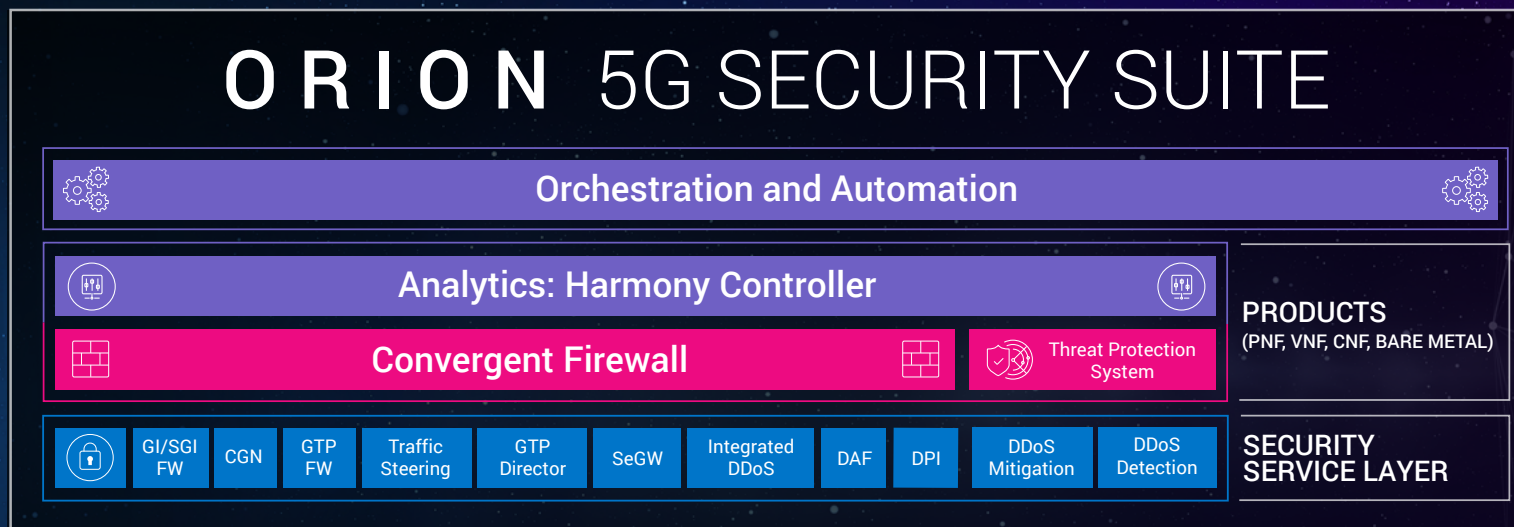 ORION 5G SECURITY SUITE
Orchestration and Automation
Analytics: Harmony Controller
Convergent Firewall
Threat Protection
System
PRODUCTS
(PNF, VNF, CNF, BARE METAL)
GI/SGI
FW
CGN
GTP
FW
Traffic
Steering
GTP
Director
SeGW
Integrated
DDoS
DAF
DPI
DDoS
Mitigation
DDoS
Detection
SECURITY
SERVICE LAYER